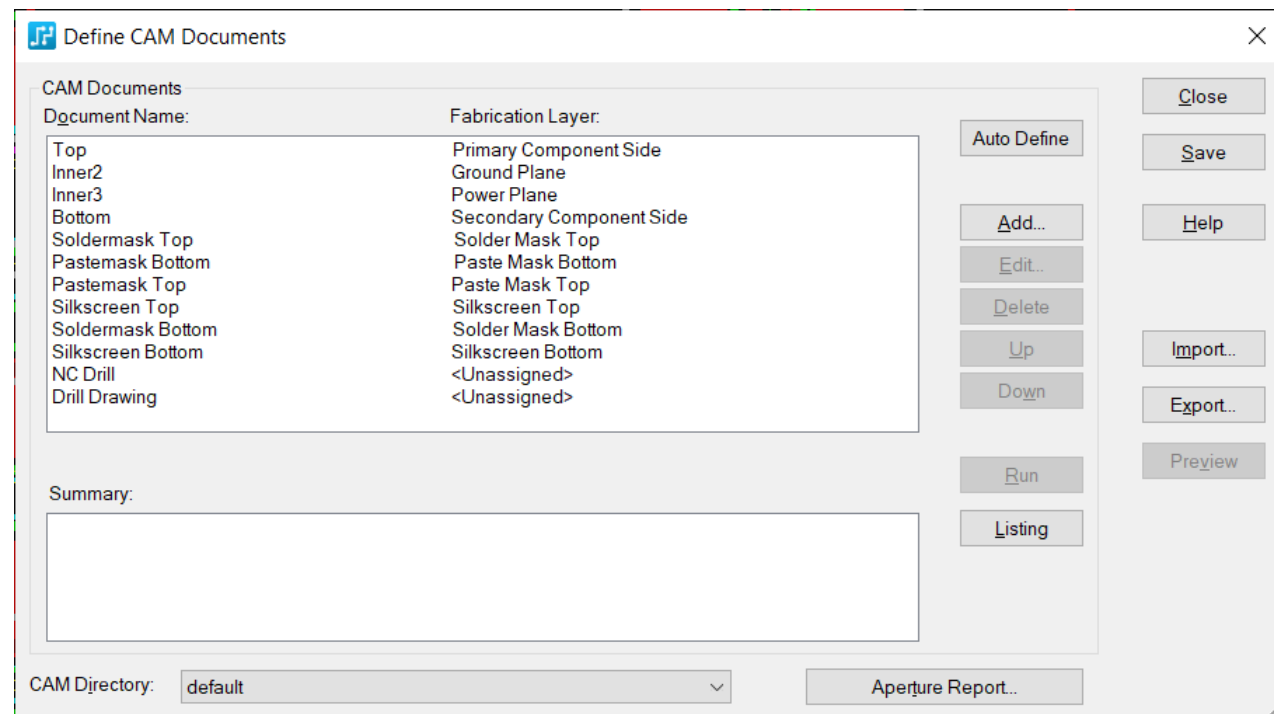 Define CAM Documents
CAM Documents
Document Name: Fabrication Layer:
Top Primary Component Side
Inner2 Ground Plane
Inner3 Power Plane
Bottom Secondary Component Side
Soldermask Top Solder Mask Top
Pastemask Bottom Paste Mask Bottom
Pastemask Top Paste Mask Top
Silkscreen Top Silkscreen Top
Soldermask Bottom Solder Mask Bottom
Silkscreen Bottom Silkscreen Bottom
NC Drill <Unassigned>
Drill Drawing <Unassigned>
Auto Define
Add...
Edit...
Delete
Up
Down
Run
Listing
Close
Save
Help
Import...
Export...
Preview
Summary:
CAM Directory: default
Aperture Report...